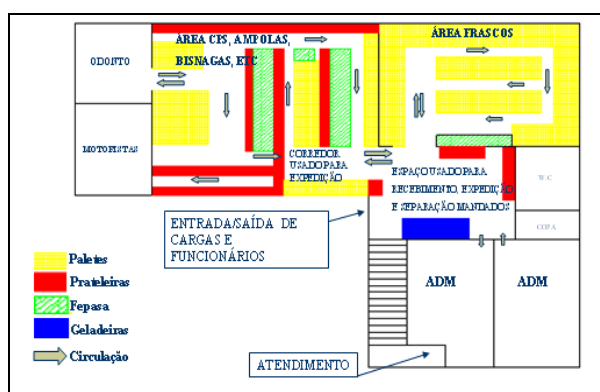 ÁREA CPS, AMPOLAS,
BISNAGAS, ETC
ÁREA FRASCOS
ODONTO
MOTORISTAS
CORREDOR
USADO PARA
EXPEDIÇÃO
ESPAÇO USADO PARA
RECEBIMENTO, EXPEDIÇÃO
E SEPARAÇÃO MANDADOS
W.C
COPA
ENTRADA/SAÍDA DE
CARGAS E
FUNCIONÁRIOS
ADM
ADM
ATENDIMENTO
Paletes
Prateleiras
Fepasa
Geladeiras
Circulação